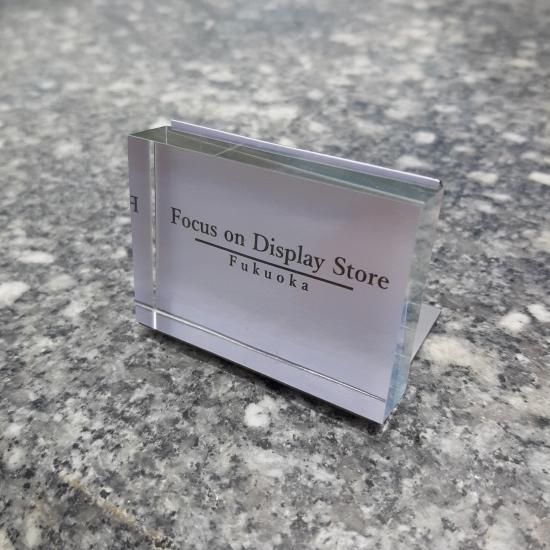 Focus on Display Store
Fukuoka